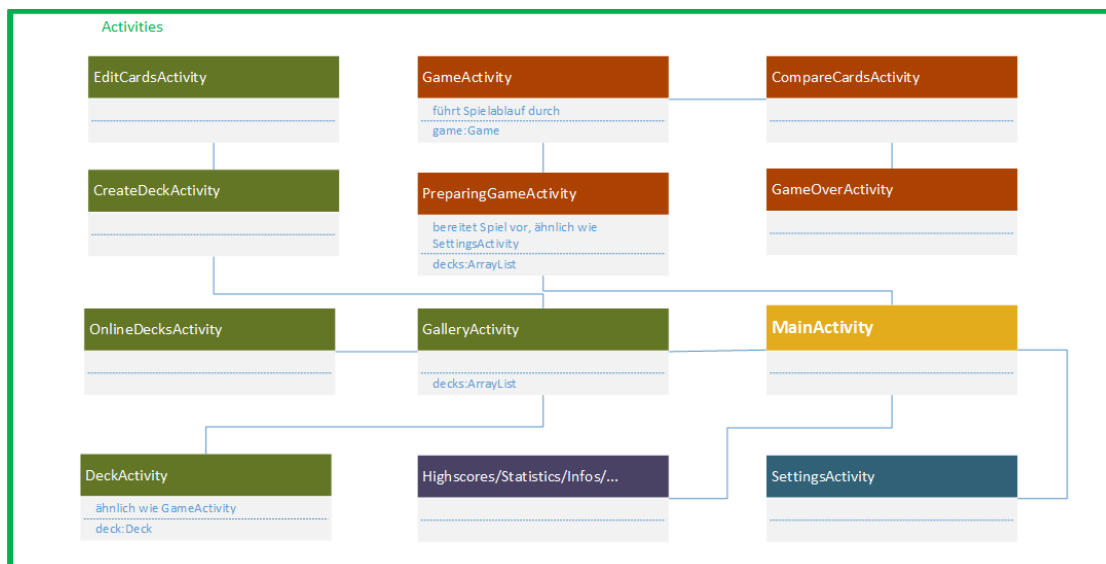 Activities
EditCardsActivity
GameActivity
führt Spielablauf durch
game:Game
CompareCardsActivity
CreateDeckActivity
PreparingGameActivity
bereitet Spiel vor, ähnlich wie
SettingsActivity
decks:ArrayList
GameOverActivity
OnlineDecksActivity
GalleryActivity
decks:ArrayList
MainActivity
DeckActivity
ähnlich wie GameActivity
deck:Deck
Highscores/Statistics/Infos/...
SettingsActivity